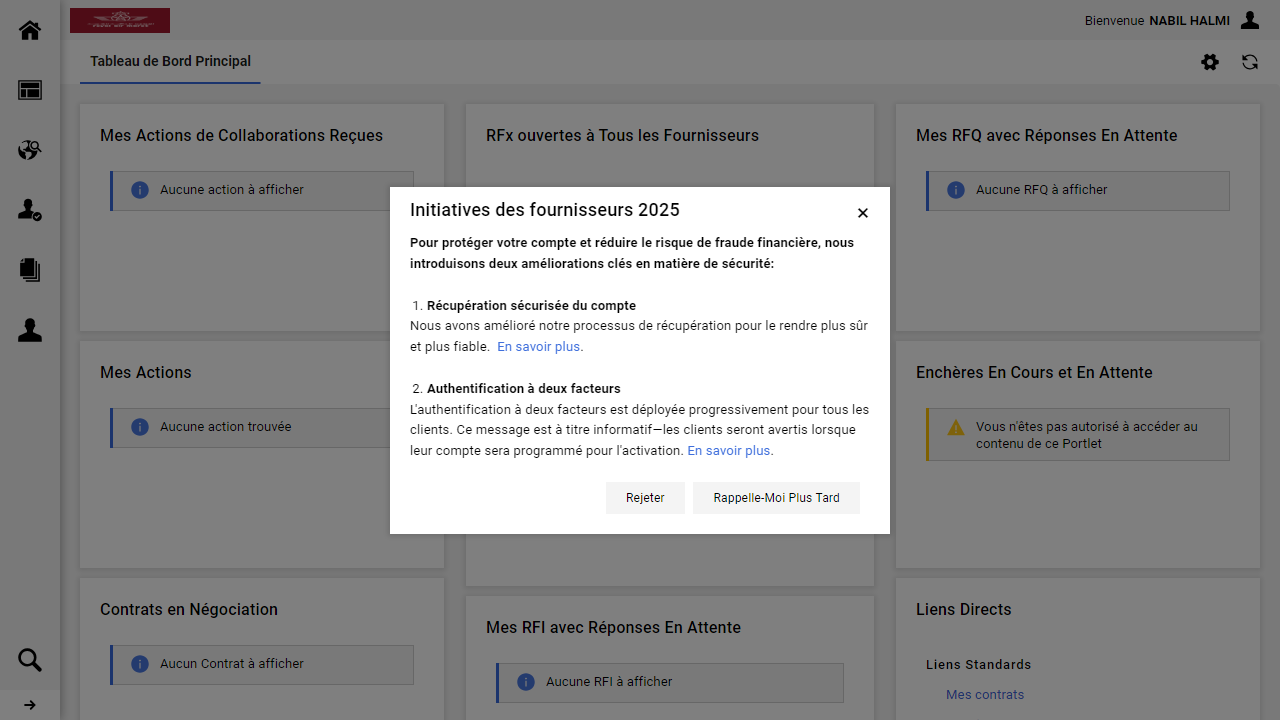 Bienvenue NABIL HALMI
Tableau de Bord Principal
Mes Actions de Collaborations Reçues
Aucune action à afficher
RFx ouvertes à Tous les Fournisseurs
Mes RFQ avec Réponses En Attente
Aucune RFQ à afficher
Initiatives des fournisseurs 2025
Pour protéger votre compte et réduire le risque de fraude financière, nous
introduisons deux améliorations clés en matière de sécurité:
1. Récupération sécurisée du compte
Nous avons amélioré notre processus de récupération pour le rendre plus sûr
et plus fiable. En savoir plus.
2. Authentification à deux facteurs
L'authentification à deux facteurs est déployée progressivement pour tous les
clients. Ce message est à titre informatif—les clients seront avertis lorsque
leur compte sera programmé pour l'activation. En savoir plus.
Rejeter
Rappelle-Moi Plus Tard
Mes Actions
Aucune action trouvée
Enchères En Cours et En Attente
Vous n'êtes pas autorisé à accéder au
contenu de ce Portlet
Contrats en Négociation
Aucun Contrat à afficher
Mes RFI avec Réponses En Attente
Aucune RFI à afficher
Liens Directs
Liens Standards
Mes contrats